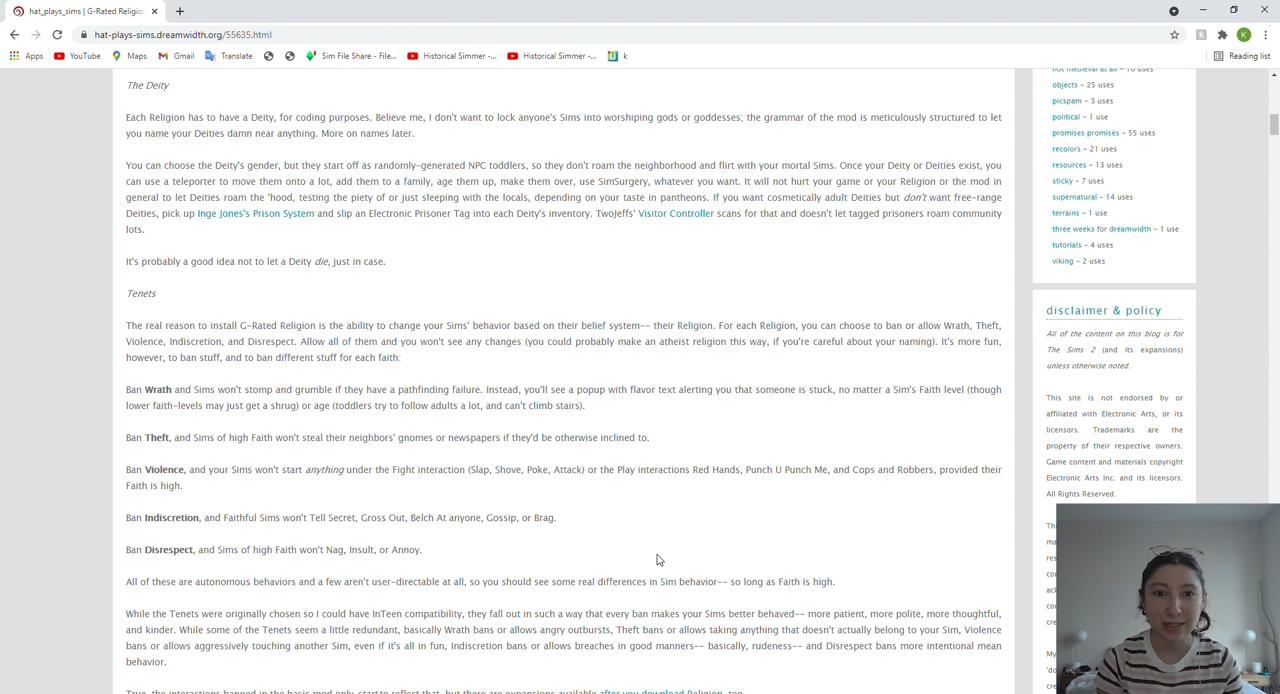 hat_plays_sims | G-Rated Religio
hat-plays-sims.dreamwidth.org/55635.html
K
Apps
YouTube
Maps
Gmail
Translate
Sim File Share - File...
Historical Simmer -...
Historical Simmer -...
k
Reading list
The Deity
Each Religion has to have a Deity, for coding purposes. Believe me, I don't want to lock anyone's Sims into worshiping gods or goddesses; the grammar of the mod is meticulously structured to let
you name your Deities damn near anything. More on names later.
You can choose the Deity's gender, but they start off as randomly-generated NPC toddlers, so they don't roam the neighborhood and flirt with your mortal Sims. Once your Deity or Deities exist, you
can use a teleporter to move them onto a lot, add them to a family, age them up, make them over, use SimSurgery, whatever you want. It will not hurt your game or your Religion or the mod in
general to let Deities roam the 'hood, testing the piety of or just sleeping with the locals, depending on your taste in pantheons. If you want cosmetically adult Deities but don't want free-range
Deities, pick up Inge Jones's Prison System and slip an Electronic Prisoner Tag into each Deity's inventory. TwoJeffs' Visitor Controller scans for that and doesn't let tagged prisoners roam community
lots.
It's probably a good idea not to let a Deity die, just in case.
Tenets
The real reason to install G-Rated Religion is the ability to change your Sims' behavior based on their belief system-- their Religion. For each Religion, you can choose to ban or allow Wrath, Theft,
Violence, Indiscretion, and Disrespect. Allow all of them and you won't see any changes (you could probably make an atheist religion this way, if you're careful about your naming). It's more fun,
however, to ban stuff, and to ban different stuff for each faith:
Ban Wrath and Sims won't stomp and grumble if they have a pathfinding failure. Instead, you'll see a popup with flavor text alerting you that someone is stuck, no matter a Sim's Faith level (though
lower faith-levels may just get a shrug) or age (toddlers try to follow adults a lot, and can't climb stairs).
Ban Theft, and Sims of high Faith won't steal their neighbors' gnomes or newspapers if they'd be otherwise inclined to.
Ban Violence, and your Sims won't start anything under the Fight interaction (Slap, Shove, Poke, Attack) or the Play interactions Red Hands, Punch U Punch Me, and Cops and Robbers, provided their
Faith is high.
Ban Indiscretion, and Faithful Sims won't Tell Secret, Gross Out, Belch At anyone, Gossip, or Brag.
Ban Disrespect, and Sims of high Faith won't Nag, Insult, or Annoy.
All of these are autonomous behaviors and a few aren't user-directable at all, so you should see some real differences in Sim behavior-- so long as Faith is high.
While the Tenets were originally chosen so I could have InTeen compatibility, they fall out in such a way that every ban makes your Sims better behaved-- more patient, more polite, more thoughtful,
and kinder. While some of the Tenets seem a little redundant, basically Wrath bans or allows angry outbursts, Theft bans or allows taking anything that doesn't actually belong to your Sim, Violence
bans or allows aggressively touching another Sim, even if it's all in fun, Indiscretion bans or allows breaches in good manners-- basically, rudeness-- and Disrespect bans more intentional mean
behavior.
True, the interactions banned in the basic mod only start to reflect that, but there are expansions available after you download Religion, too.
not medieval at all - 10 uses
objects - 25 uses
picspam - 3 uses
political - 1 use
promises promises - 55 uses
recolors - 21 uses
resources - 13 uses
sticky - 7 uses
supernatural - 14 uses
terrains - 1 use
three weeks for dreamwidth - 1 use
tutorials - 4 uses
viking - 2 uses
disclaimer & policy
All of the content on this blog is for
The Sims 2 (and its expansions)
unless otherwise noted.
This site is not endorsed by or
affiliated with Electronic Arts, or its
licensors. Trademarks are the
property of their respective owners.
Game content and materials copyright
Electronic Arts Inc. and its licensors.
All Rights Reserved.